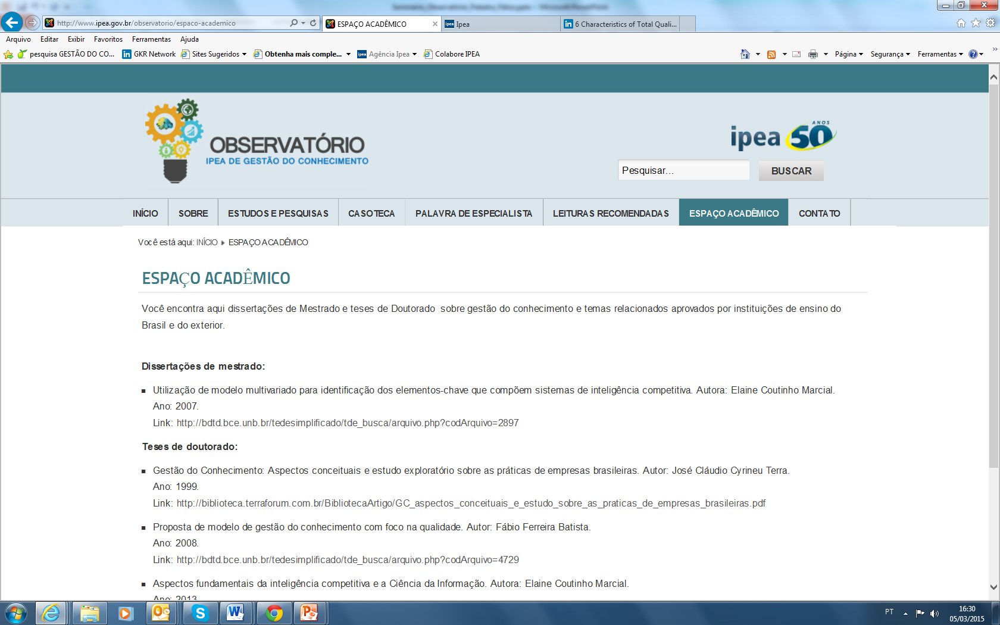 http://www.ipea.gov.br/observatorio/espaco-academico
ESPAÇO ACADÊMICO
Ipea
6 Characteristics of Total Quali...
Arquivo Editar Exibir Favoritos Ferramentas Ajuda
pesquisa GESTÃO DO CO... GKR Network Sites Sugeridos Obtenha mais comple... Agência Ipea Colabore IPEA
Página Segurança Ferramentas
OBSERVATÓRIO
IPEA DE GESTÃO DO CONHECIMENTO
ipea 50 ANOS
Pesquisar... BUSCAR
INÍCIO SOBRE ESTUDOS E PESQUISAS CASOTECA PALAVRA DE ESPECIALISTA LEITURAS RECOMENDADAS ESPAÇO ACADÊMICO CONTATO
Você está aqui: INÍCIO ESPAÇO ACADÊMICO
ESPAÇO ACADÊMICO
Você encontra aqui dissertações de Mestrado e teses de Doutorado sobre gestão do conhecimento e temas relacionados aprovados por instituições de ensino do
Brasil e do exterior.
Dissertações de mestrado:
Utilização de modelo multivariado para identificação dos elementos-chave que compõem sistemas de inteligência competitiva. Autora: Elaine Coutinho Marcial.
Ano: 2007.
Link: http://bdtd.bce.unb.br/tedesimplificado/tde_busca/arquivo.php?codArquivo=2897
Teses de doutorado:
Gestão do Conhecimento: Aspectos conceituais e estudo exploratório sobre as práticas de empresas brasileiras. Autor: José Cláudio Cyrineu Terra.
Ano: 1999.
Link: http://biblioteca.terraforum.com.br/BibliotecaArtigo/GC_aspectos_conceituais_e_estudo_sobre_as_praticas_de_empresas_brasileiras.pdf
Proposta de modelo de gestão do conhecimento com foco na qualidade. Autor: Fábio Ferreira Batista.
Ano: 2008.
Link: http://bdtd.bce.unb.br/tedesimplificado/tde_busca/arquivo.php?codArquivo=4729
Aspectos fundamentais da inteligência competitiva e a Ciência da Informação. Autora: Elaine Coutinho Marcial.
Ano: 2013
PT
16:30
05/03/2015